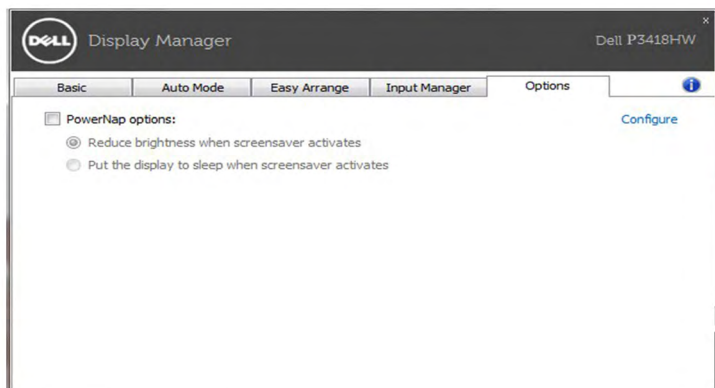 DELL Display Manager Dell P3418HW
x
Basic Auto Mode Easy Arrange Input Manager Options i
PowerNap options: Configure
Reduce brightness when screensaver activates
Put the display to sleep when screensaver activates